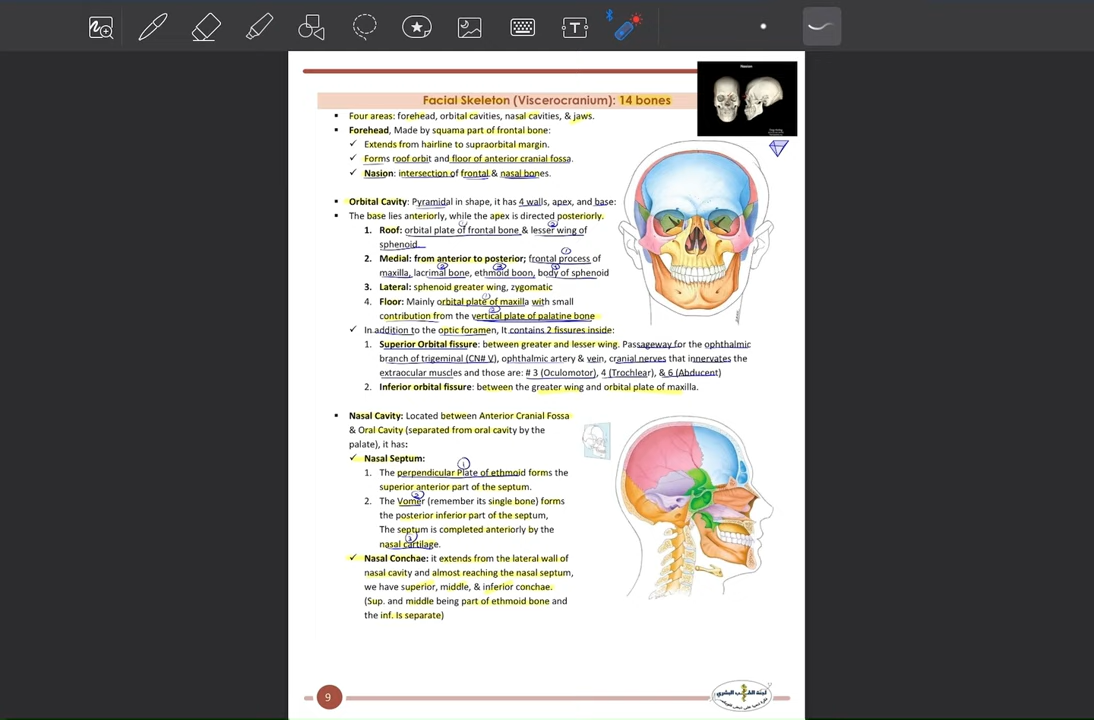 Nasion
Facial Skeleton (Viscerocranium): 14 bones
▪ Four areas: forehead, orbital cavities, nasal cavities, & jaws.
▪ Forehead, Made by squama part of frontal bone:
✓ Extends from hairline to supraorbital margin.
✓ Forms roof orbit and floor of anterior cranial fossa.
✓ Nasion: intersection of frontal & nasal bones.
▪ Orbital Cavity: Pyramidal in shape, it has 4 walls, apex, and base:
▪ The base lies anteriorly, while the apex is directed posteriorly.
1. Roof: orbital plate of frontal bone & lesser wing of
sphenoid
2. Medial: from anterior to posterior; frontal process of
maxilla, lacrimal bone, ethmoid boon, body of sphenoid
3. Lateral: sphenoid greater wing, zygomatic
4. Floor: Mainly orbital plate of maxilla with small
contribution from the vertical plate of palatine bone
✓ In addition to the optic foramen, It contains 2 fissures inside:
1. Superior Orbital fissure: between greater and lesser wing. Passageway for the ophthalmic
branch of trigeminal (CN# V), ophthalmic artery & vein, cranial nerves that innervates the
extraocular muscles and those are: # 3 (Oculomotor), 4 (Trochlear), & 6 (Abducent)
2. Inferior orbital fissure: between the greater wing and orbital plate of maxilla.
▪ Nasal Cavity: Located between Anterior Cranial Fossa
& Oral Cavity (separated from oral cavity by the
palate), it has:
✓ Nasal Septum:
1. The perpendicular Plate of ethmoid forms the
superior anterior part of the septum.
2. The Vomer (remember its single bone) forms
the posterior inferior part of the septum,
The septum is completed anteriorly by the
nasal cartilage.
✓ Nasal Conchae: it extends from the lateral wall of
nasal cavity and almost reaching the nasal septum,
we have superior, middle, & inferior conchae.
(Sup. and middle being part of ethmoid bone and
the inf. Is separate)
9
لجنة الطب البشري